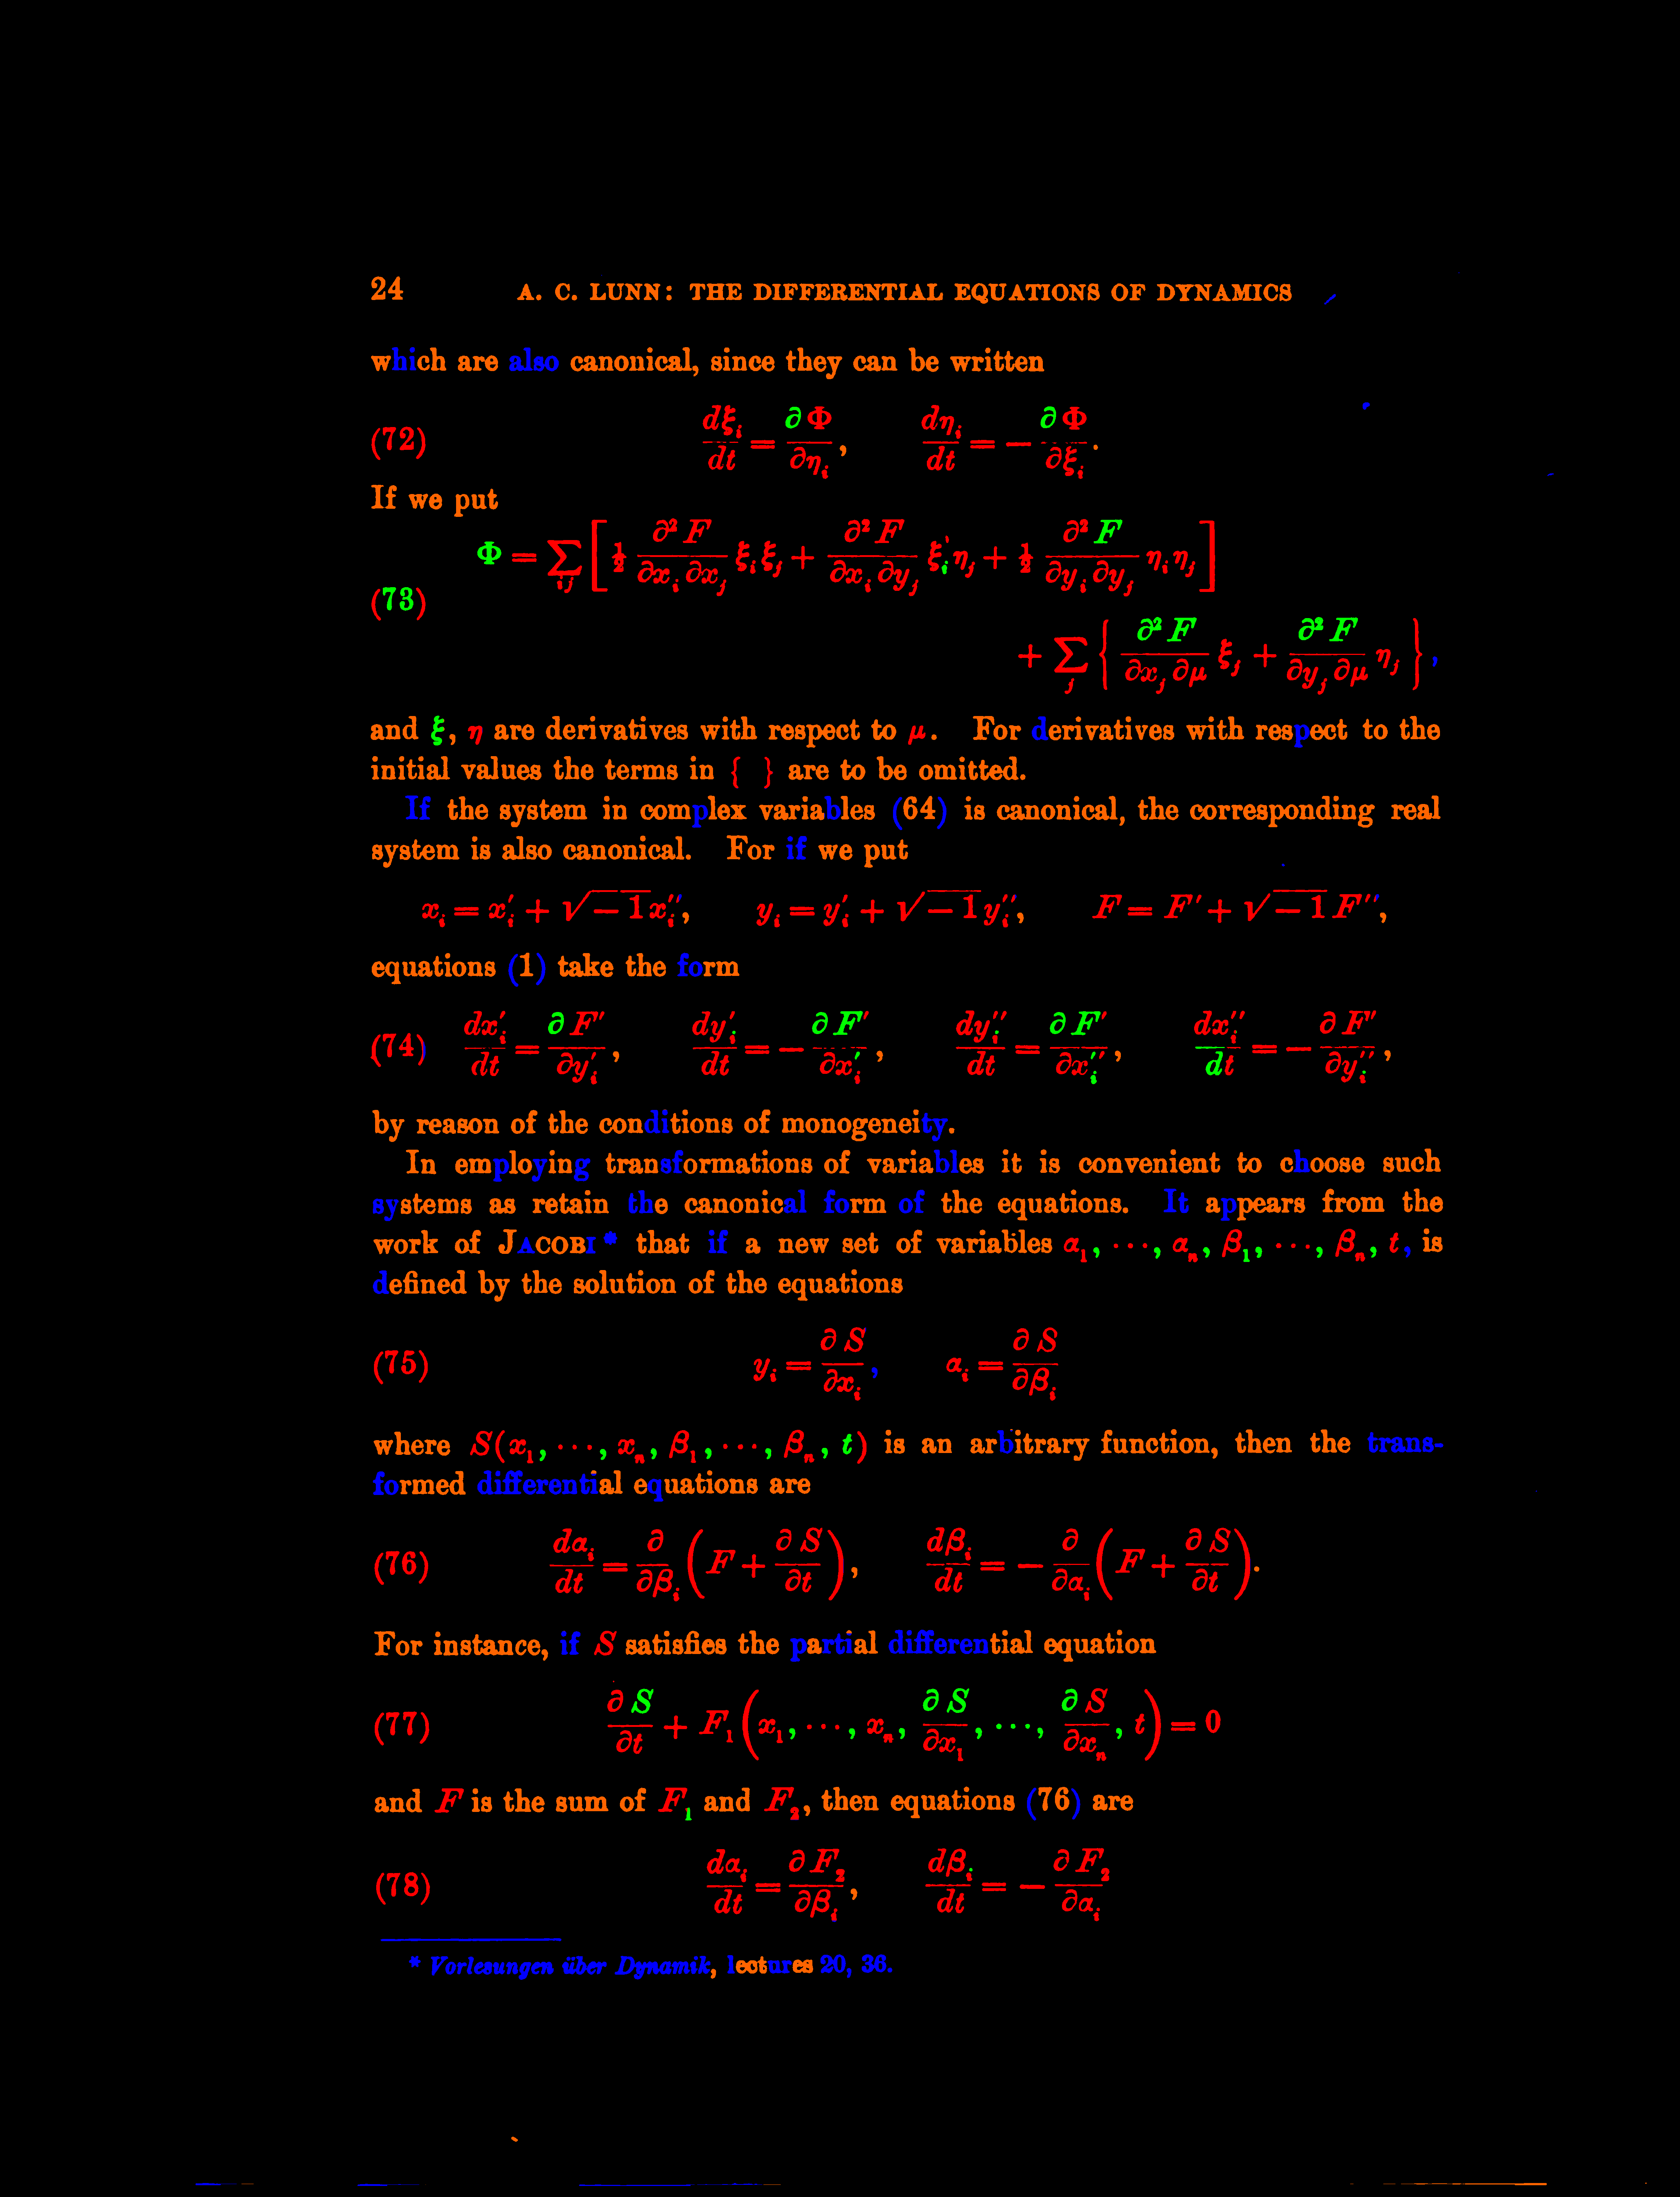 24 A. C. LUNN: THE DIFFERENTIAL EQUATIONS OF DYNAMICS
which are also canonical, since they can be written
(72) dξ_i/dt = ∂Φ/∂η_i, dη_i/dt = − ∂Φ/∂ξ_i.
If we put
(73) Φ = Σ_{ij} [ ½ ∂²F/∂x_i∂x_j ξ_iξ_j + ∂²F/∂x_i∂y_j ξ_iη_j + ½ ∂²F/∂y_i∂y_j η_iη_j ]
+ Σ_j { ∂²F/∂x_j∂μ ξ_j + ∂²F/∂y_j∂μ η_j },
and ξ, η are derivatives with respect to μ. For derivatives with respect to the
initial values the terms in { } are to be omitted.
If the system in complex variables (64) is canonical, the corresponding real
system is also canonical. For if we put
x_i = x′_i + √−1 x″_i, y_i = y′_i + √−1 y″_i, F = F′ + √−1 F″,
equations (1) take the form
(74) dx′_i/dt = ∂F′/∂y′_i, dy′_i/dt = − ∂F′/∂x′_i, dy″_i/dt = ∂F′/∂x″_i, dx″_i/dt = − ∂F′/∂y″_i,
by reason of the conditions of monogeneity.
In employing transformations of variables it is convenient to choose such
systems as retain the canonical form of the equations. It appears from the
work of JACOBI * that if a new set of variables α_1, ···, α_n, β_1, ···, β_n, t, is
defined by the solution of the equations
(75) y_i = ∂S/∂x_i, α_i = ∂S/∂β_i
where S(x_1, ···, x_n, β_1, ···, β_n, t) is an arbitrary function, then the trans-
formed differential equations are
(76) dα_i/dt = ∂/∂β_i (F + ∂S/∂t), dβ_i/dt = − ∂/∂α_i (F + ∂S/∂t).
For instance, if S satisfies the partial differential equation
(77) ∂S/∂t + F_1 (x_1, ···, x_n, ∂S/∂x_1, ···, ∂S/∂x_n, t) = 0
and F is the sum of F_1 and F_2, then equations (76) are
(78) dα_i/dt = ∂F_2/∂β_i, dβ_i/dt = − ∂F_2/∂α_i
* Vorlesungen über Dynamik, lectures 20, 36.